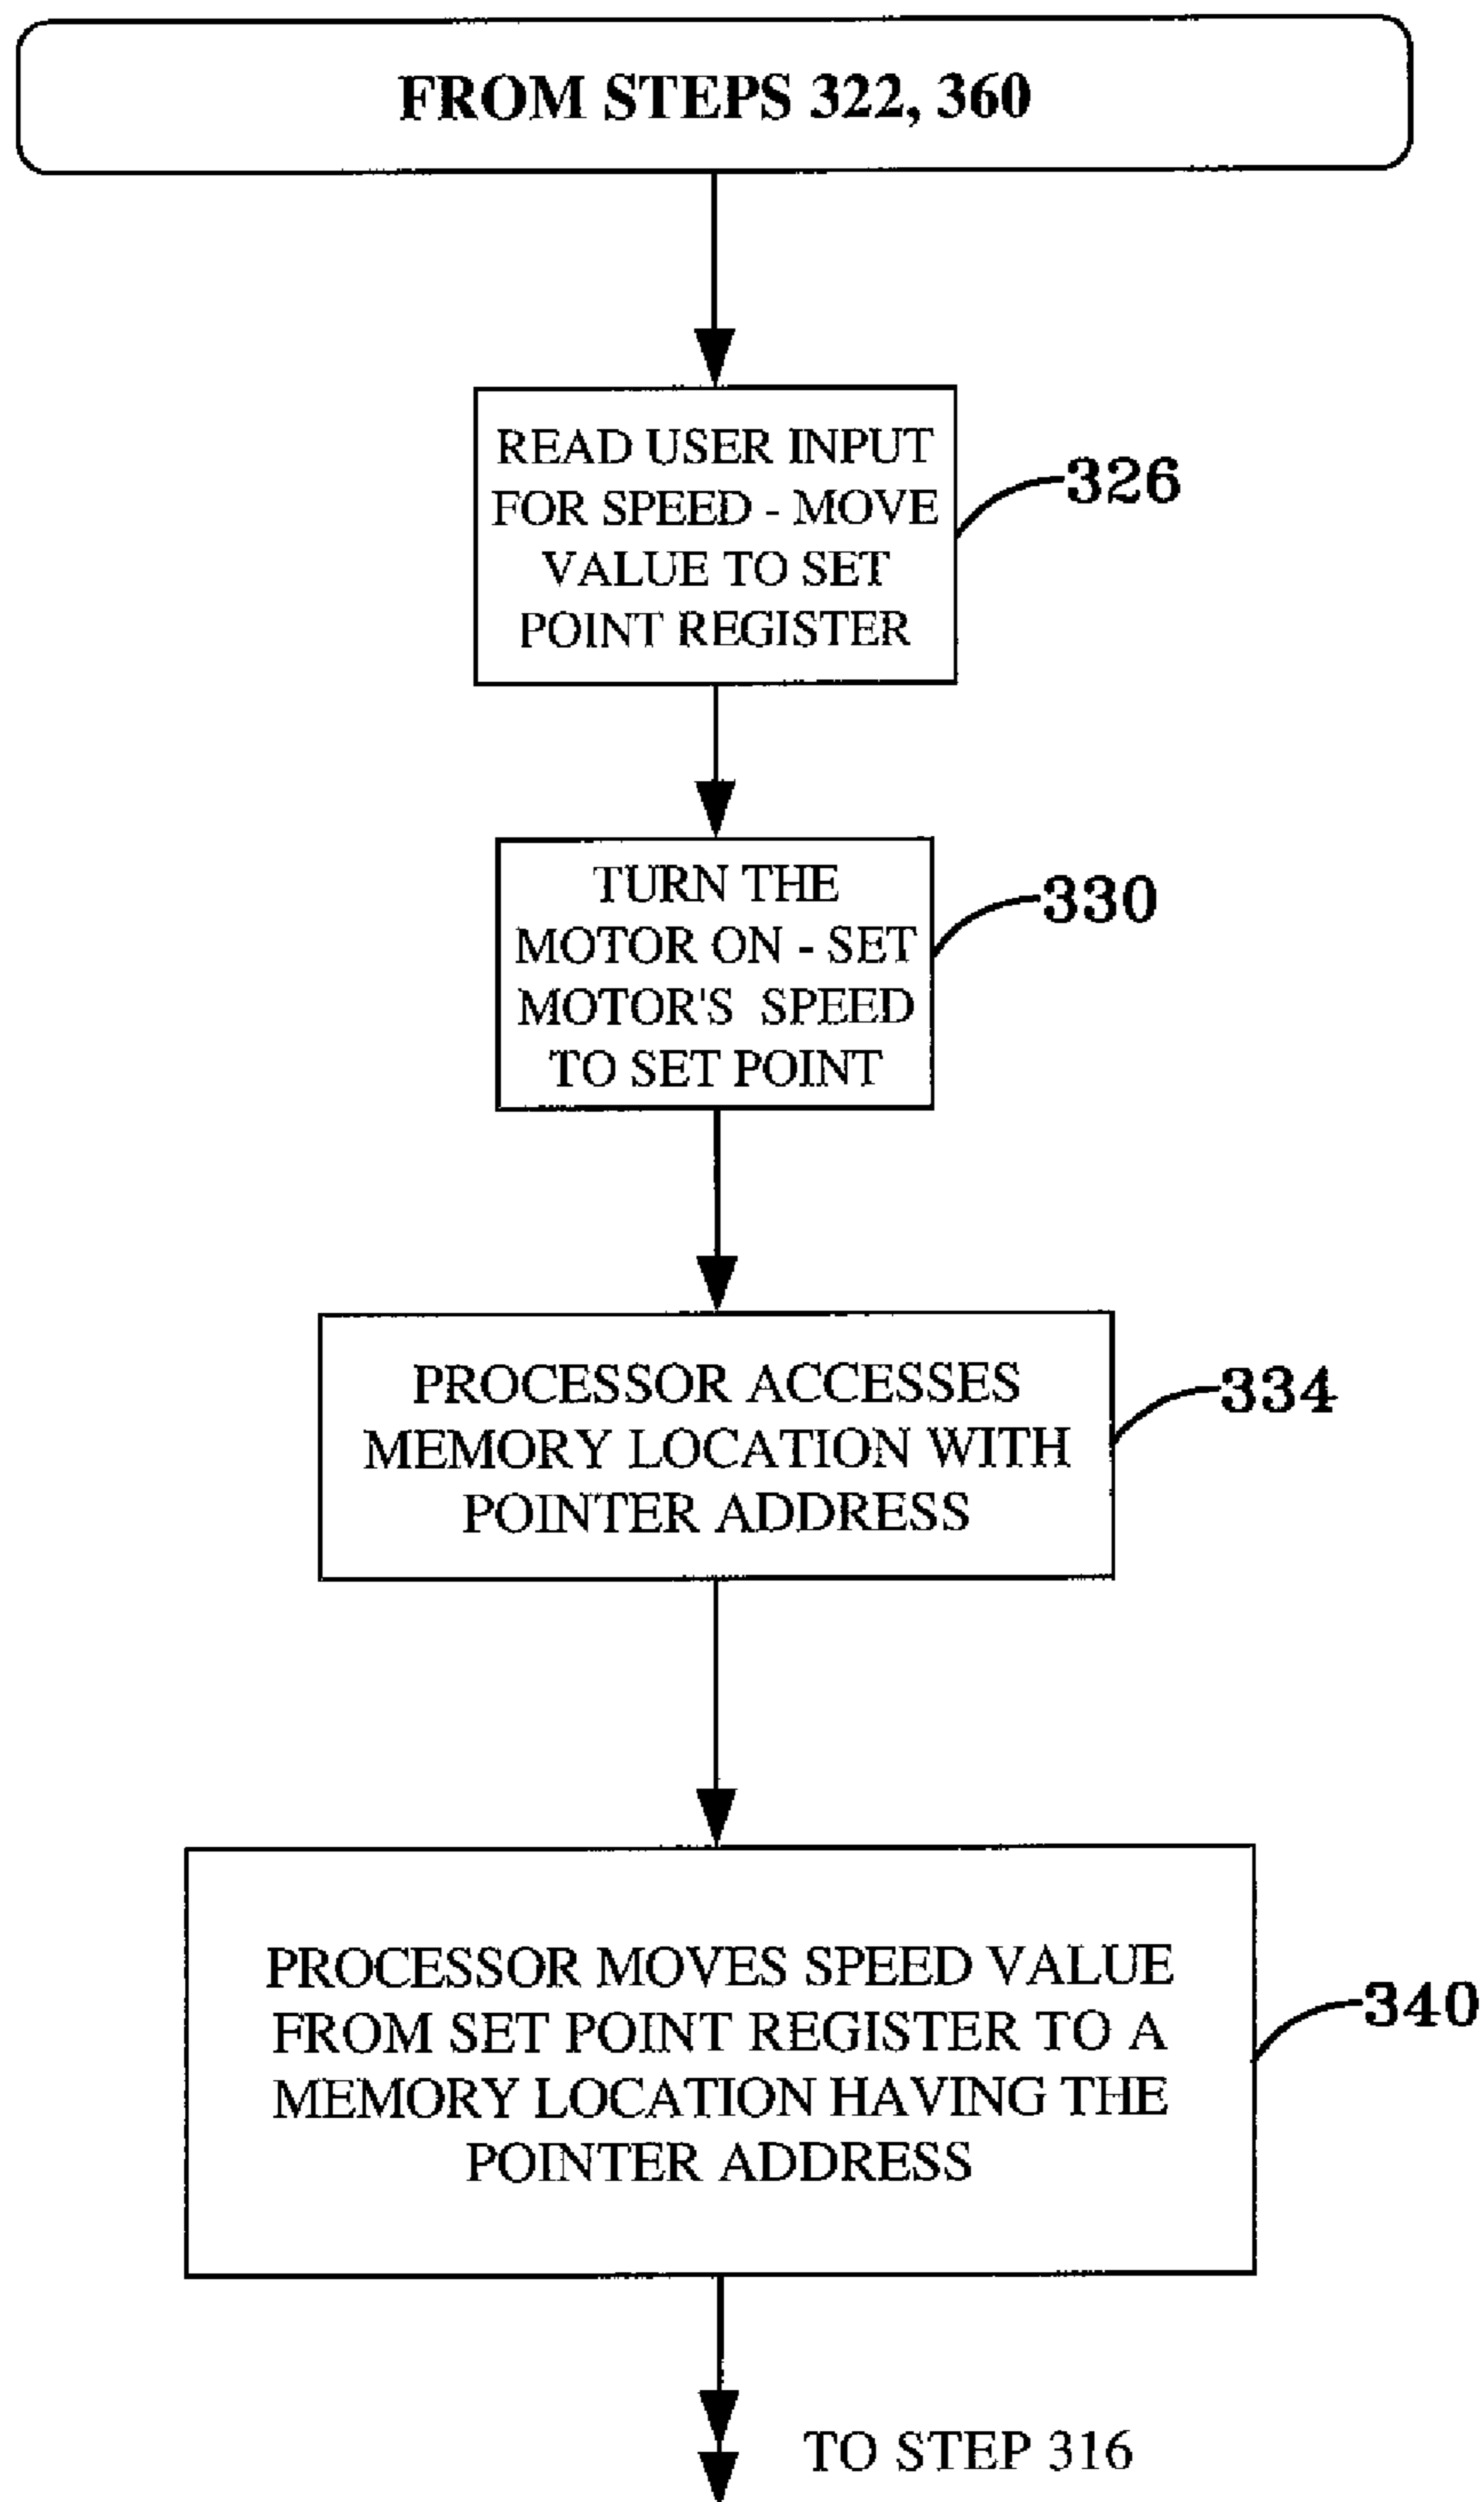 FROM STEPS 322, 360
READ USER INPUT
FOR SPEED - MOVE
VALUE TO SET
POINT REGISTER
326
TURN THE
MOTOR ON - SET
MOTOR'S SPEED
TO SET POINT
330
PROCESSOR ACCESSES
MEMORY LOCATION WITH
POINTER ADDRESS
334
PROCESSOR MOVES SPEED VALUE
FROM SET POINT REGISTER TO A
MEMORY LOCATION HAVING THE
POINTER ADDRESS
340
TO STEP 316